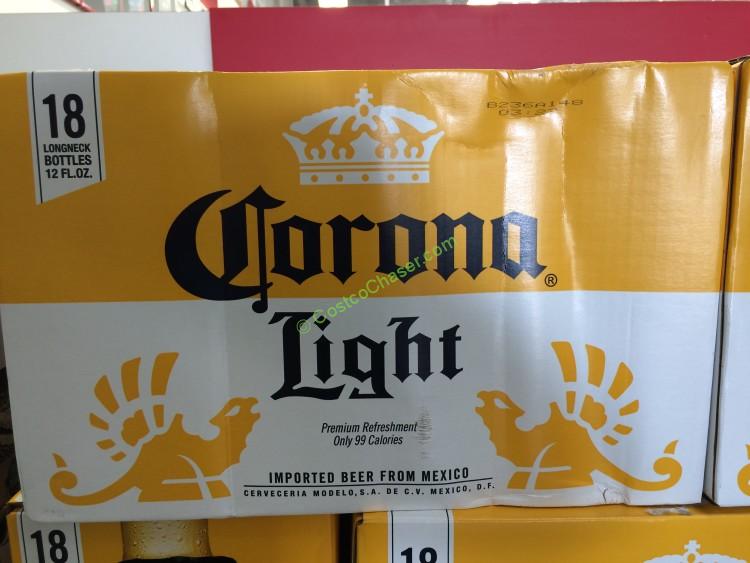 18
LONGNECK
BOTTLES
12 FL.OZ.
B236A148
Corona®
© CostcoChaser.com
Light
Premium Refreshment
Only 99 Calories
IMPORTED BEER FROM MEXICO
CERVECERIA MODELO, S.A. DE C.V. MEXICO, D.F.
18
18